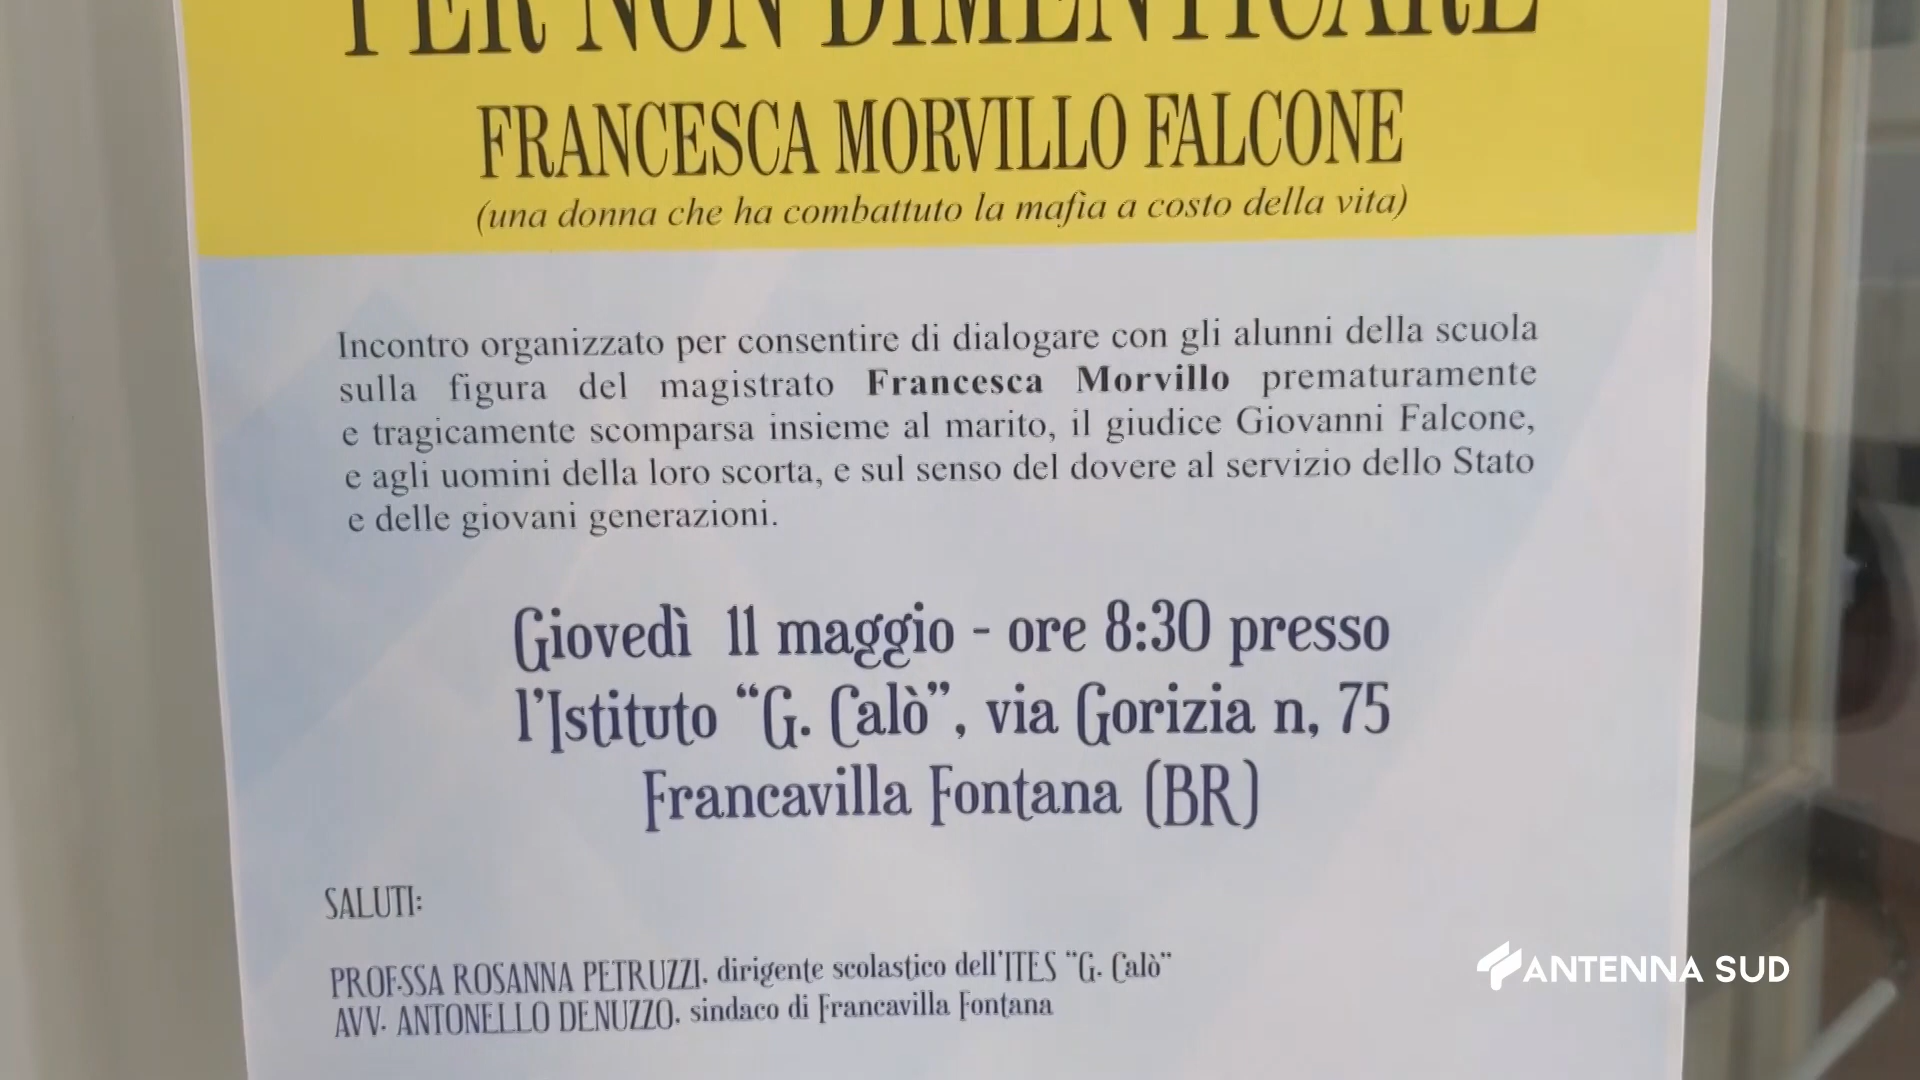 PER NON DIMENTICARE
FRANCESCA MORVILLO FALCONE
(una donna che ha combattuto la mafia a costo della vita)
Incontro organizzato per consentire di dialogare con gli alunni della scuola
sulla figura del magistrato Francesca Morvillo prematuramente
e tragicamente scomparsa insieme al marito, il giudice Giovanni Falcone,
e agli uomini della loro scorta, e sul senso del dovere al servizio dello Stato
e delle giovani generazioni.
Giovedì 11 maggio - ore 8:30 presso
l'Istituto “G. Calò”, via Gorizia n, 75
Francavilla Fontana (BR)
SALUTI:
PROF.SSA ROSANNA PETRUZZI, dirigente scolastico dell'ITES “G. Calò”
AVV. ANTONELLO DENUZZO, sindaco di Francavilla Fontana
ANTENNA SUD